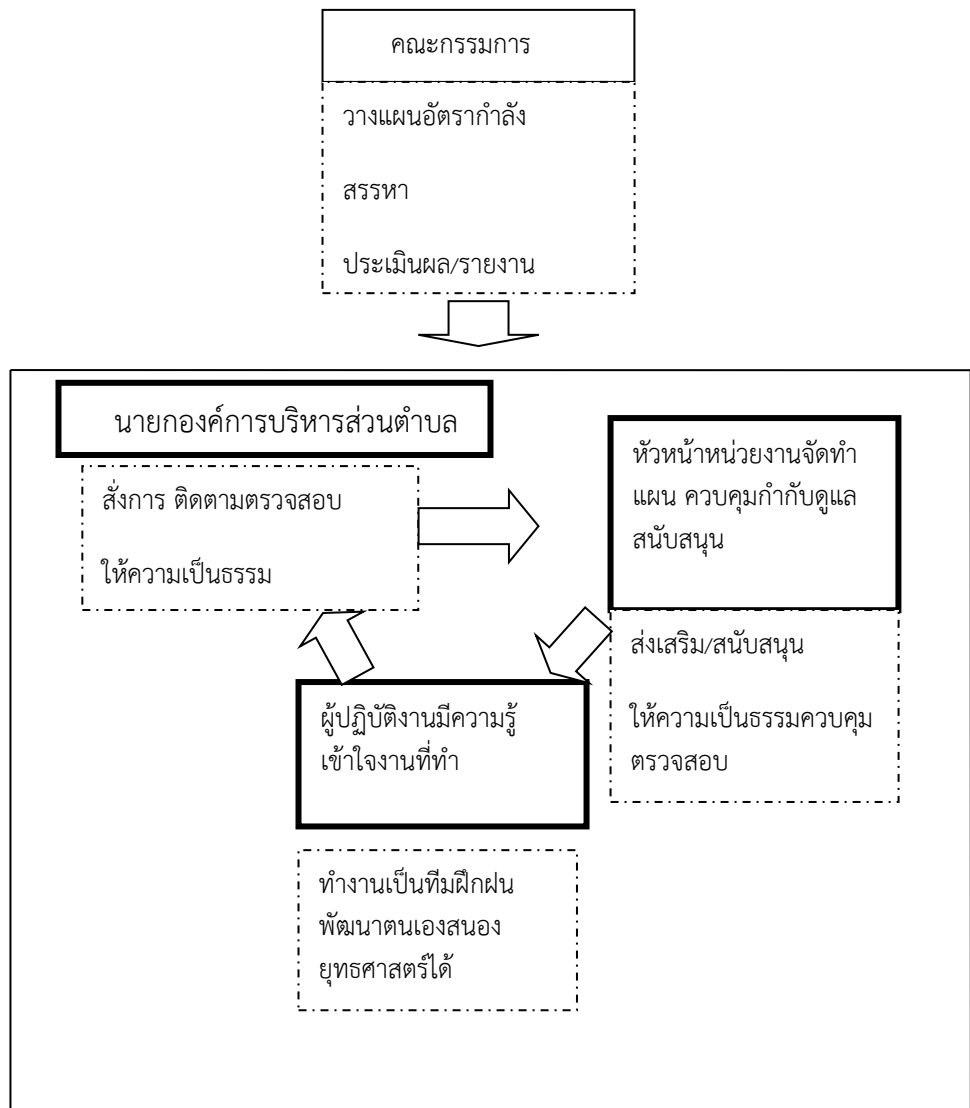 คณะกรรมการ
วางแผนอัตรากำลัง
สรรหา
ประเมินผล/รายงาน
นายกองค์การบริหารส่วนตำบล
สั่งการ ติดตามตรวจสอบ
ให้ความเป็นธรรม
หัวหน้าหน่วยงานจัดทำ
แผน ควบคุมกำกับดูแล
สนับสนุน
ส่งเสริม/สนับสนุน
ให้ความเป็นธรรมควบคุม
ตรวจสอบ
ผู้ปฏิบัติงานมีความรู้
เข้าใจงานที่ทำ
ทำงานเป็นทีมฝึกฝน
พัฒนาตนเองสนอง
ยุทธศาสตร์ได้